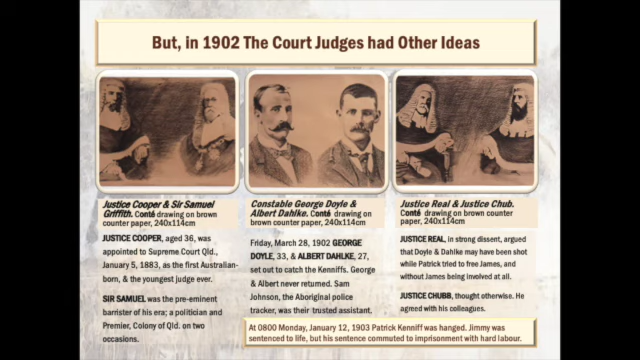 But, in 1902 The Court Judges had Other Ideas
Justice Cooper & Sir Samuel
Griffith. Conté drawing on brown
counter paper, 240x114cm
JUSTICE COOPER, aged 36, was
appointed to Supreme Court Qld.,
January 5, 1883, as the first Australian-
born, & the youngest judge ever.
SIR SAMUEL was the pre-eminent
barrister of his era; a politician and
Premier, Colony of Qld. on two
occasions.
Constable George Doyle &
Albert Dahlke. Conté drawing on
brown counter paper, 240x114cm
Friday, March 28, 1902 GEORGE
DOYLE, 33, & ALBERT DAHLKE, 27,
set out to catch the Kenniffs. George
& Albert never returned. Sam
Johnson, the Aboriginal police
tracker, was their trusted assistant.
Justice Real & Justice Chub.
Conté drawing on brown counter
paper, 240x114cm
JUSTICE REAL, in strong dissent, argued
that Doyle & Dahlke may have been shot
while Patrick tried to free James, and
without James being involved at all.
JUSTICE CHUBB, thought otherwise. He
agreed with his colleagues.
At 0800 Monday, January 12, 1903 Patrick Kenniff was hanged. Jimmy was
sentenced to life, but his sentence commuted to imprisonment with hard labour.